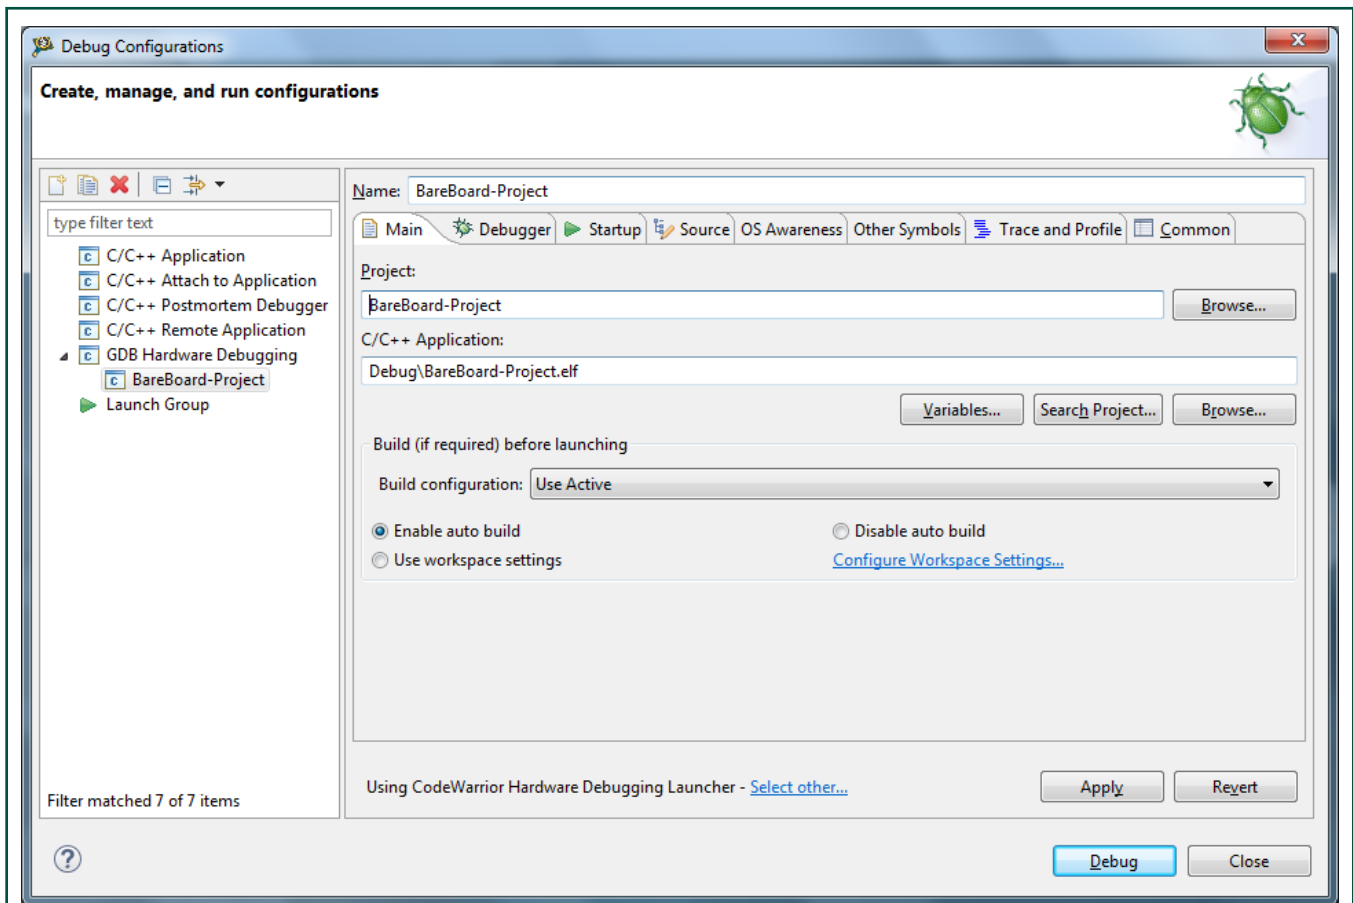 Debug Configurations
X
Create, manage, and run configurations
type filter text
C/C++ Application
C/C++ Attach to Application
C/C++ Postmortem Debugger
C/C++ Remote Application
GDB Hardware Debugging
BareBoard-Project
Launch Group
Filter matched 7 of 7 items
Name: BareBoard-Project
Main Debugger Startup Source OS Awareness Other Symbols Trace and Profile Common
Project:
BareBoard-Project Browse...
C/C++ Application:
Debug\BareBoard-Project.elf
Variables... Search Project... Browse...
Build (if required) before launching
Build configuration: Use Active
Enable auto build Disable auto build
Use workspace settings Configure Workspace Settings...
Using CodeWarrior Hardware Debugging Launcher - Select other... Apply Revert
? Debug Close